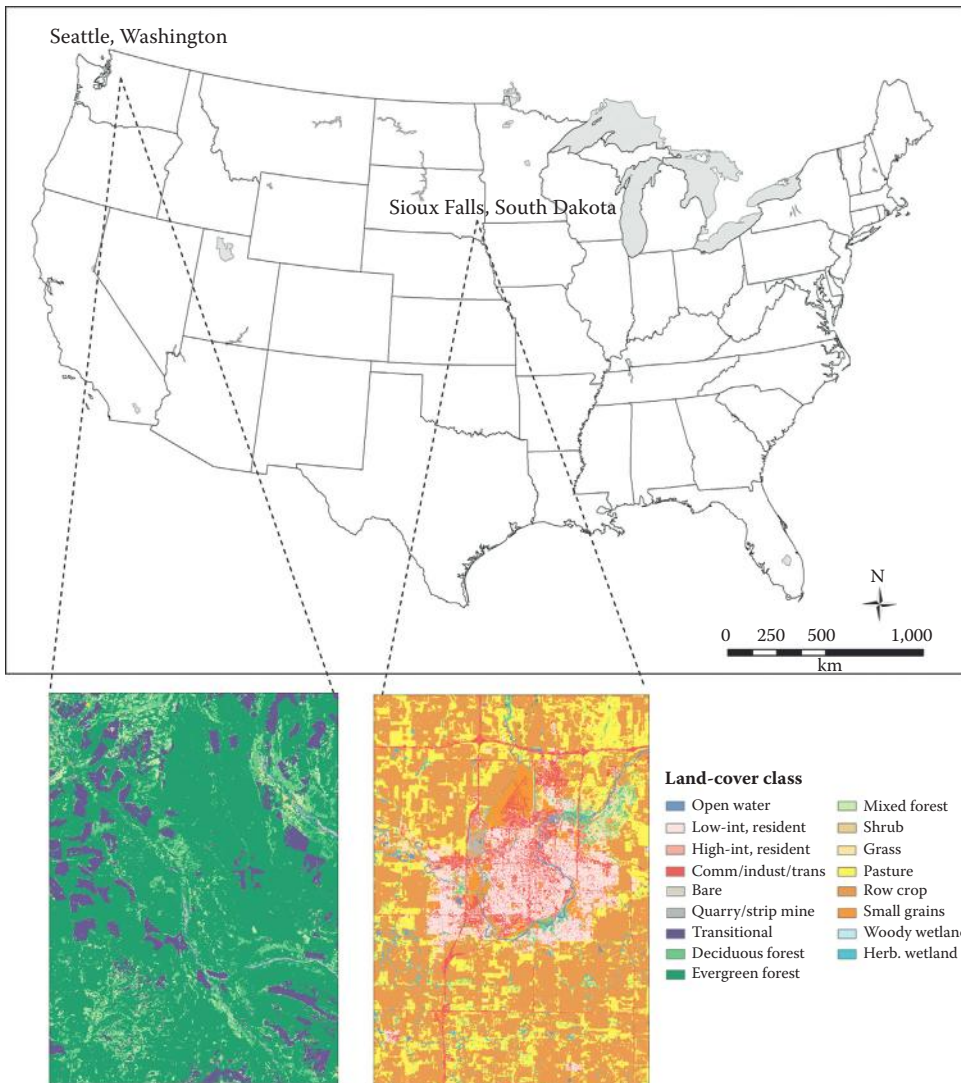 Seattle, Washington
Sioux Falls, South Dakota
N
0 250 500 1,000
km
Land-cover class
Open water
Low-int, resident
High-int, resident
Comm/indust/trans
Bare
Quarry/strip mine
Transitional
Deciduous forest
Evergreen forest
Mixed forest
Shrub
Grass
Pasture
Row crop
Small grains
Woody wetland
Herb. wetland